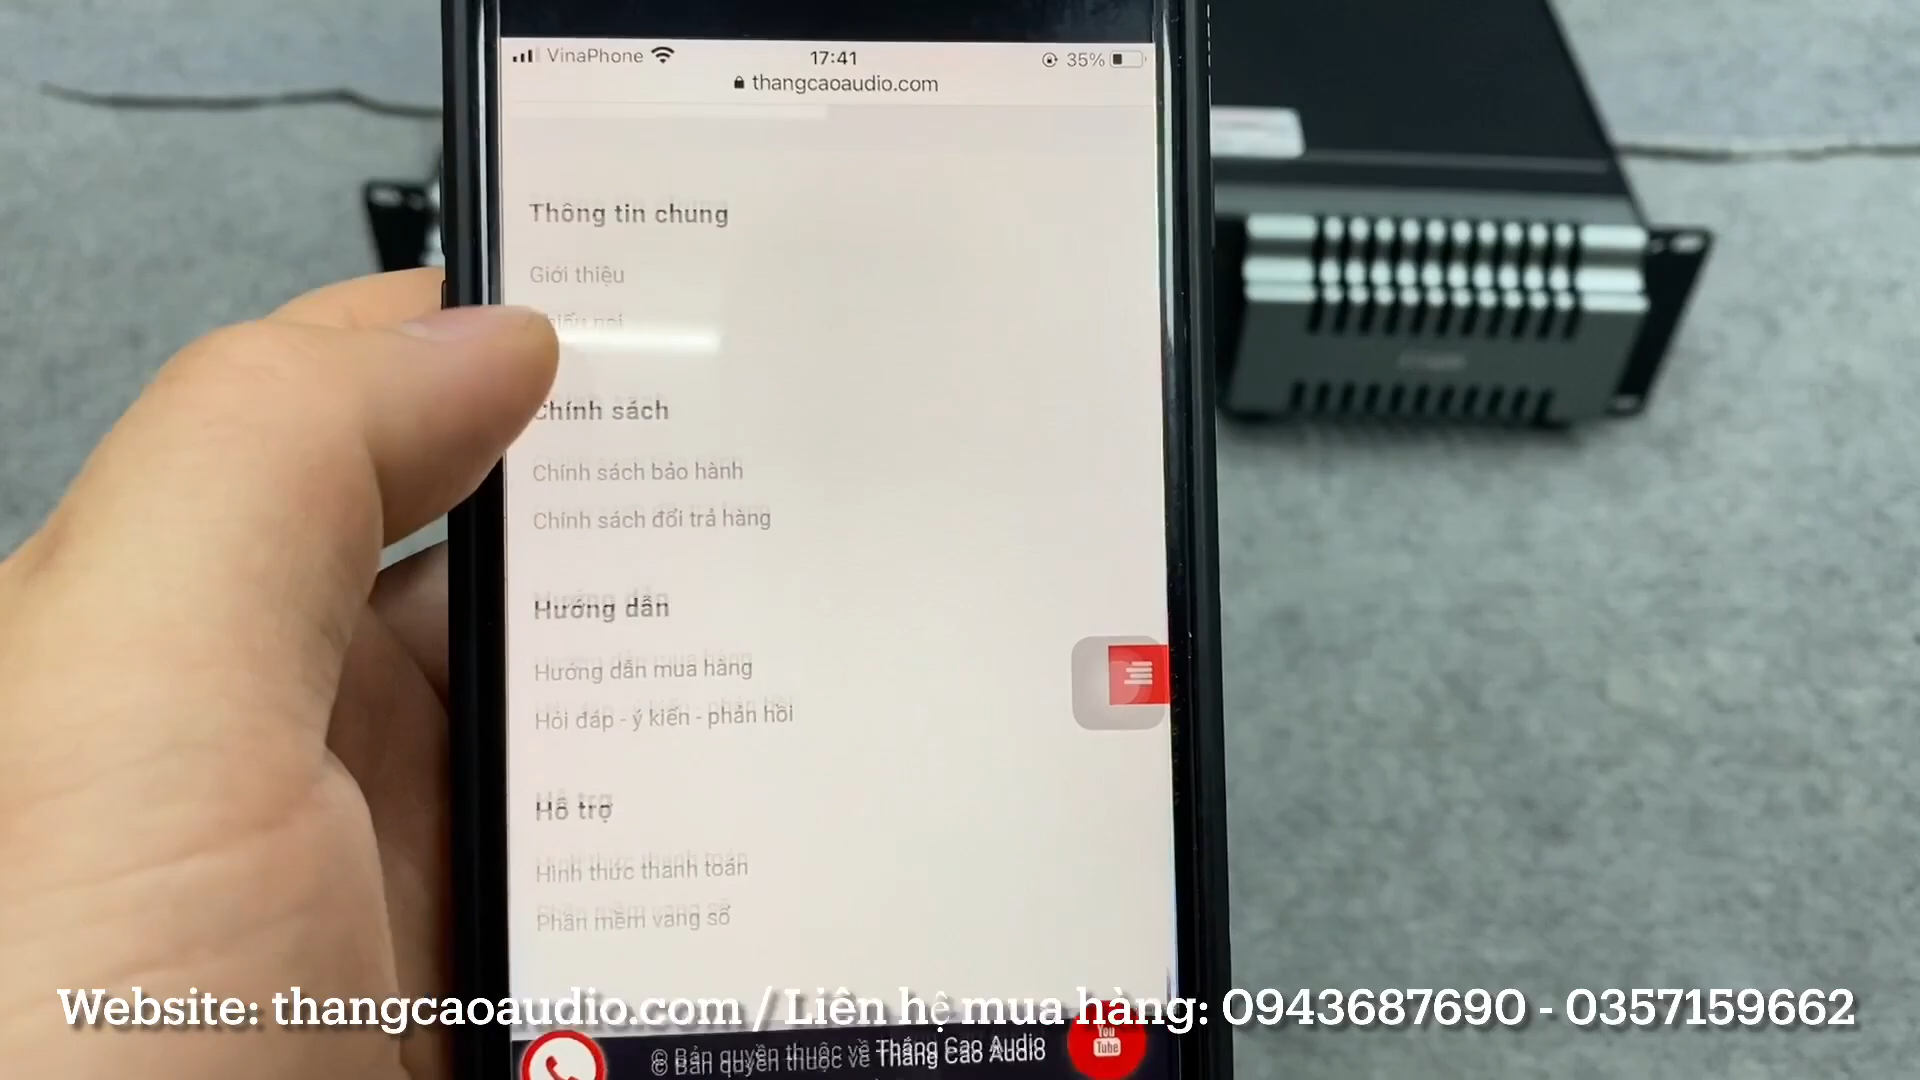 VinaPhone 17:41 35%
thangcaoaudio.com
Thông tin chung
Giới thiệu
Chính sách
Chính sách bảo hành
Chính sách đổi trả hàng
Hướng dẫn
Hướng dẫn mua hàng
Hỏi đáp - ý kiến - phản hồi
Hỗ trợ
Hình thức thanh toán
Phần mềm vang số
Website: thangcaoaudio.com / Liên hệ mua hàng: 0943687690 - 0357159662
© Bản quyền thuộc về Thắng Cao Audio
You
Tube